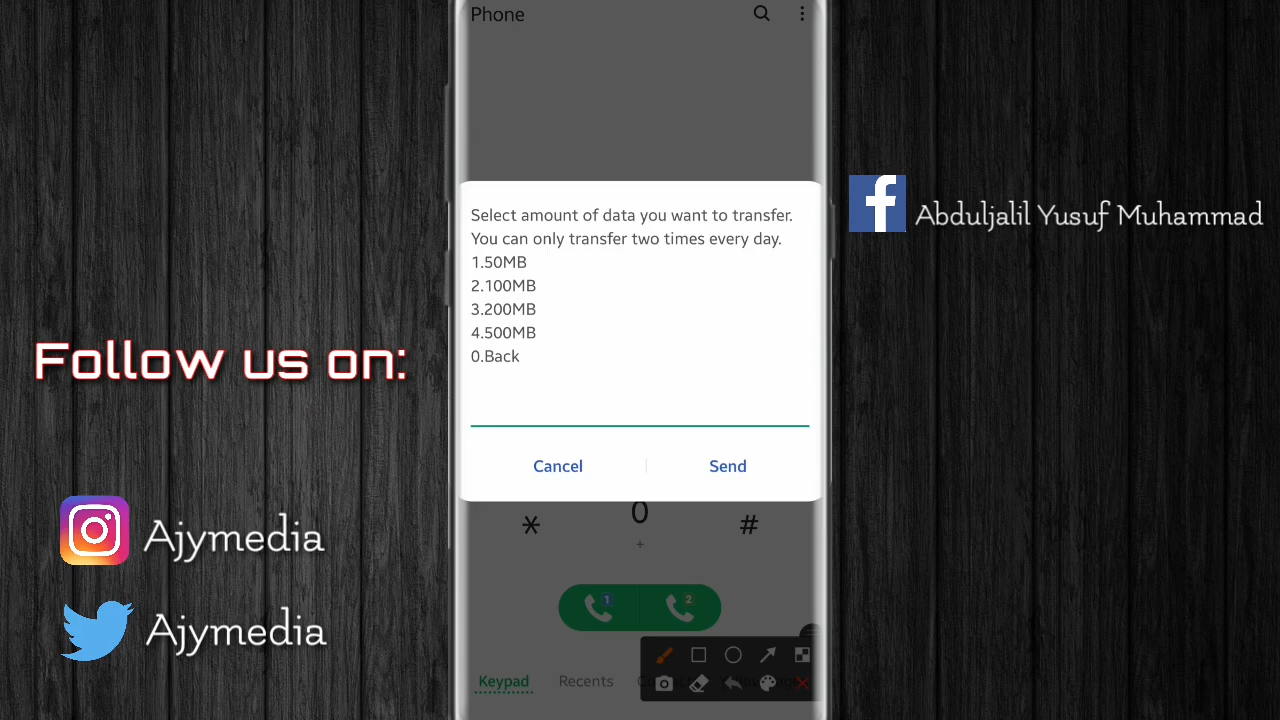 Phone
Select amount of data you want to transfer.
You can only transfer two times every day.
1.50MB
2.100MB
3.200MB
4.500MB
0.Back
Cancel
Send
*
0
#
+
1
2
Keypad
Recents
Abduljalil Yusuf Muhammad
Follow us on:
Ajymedia
Ajymedia